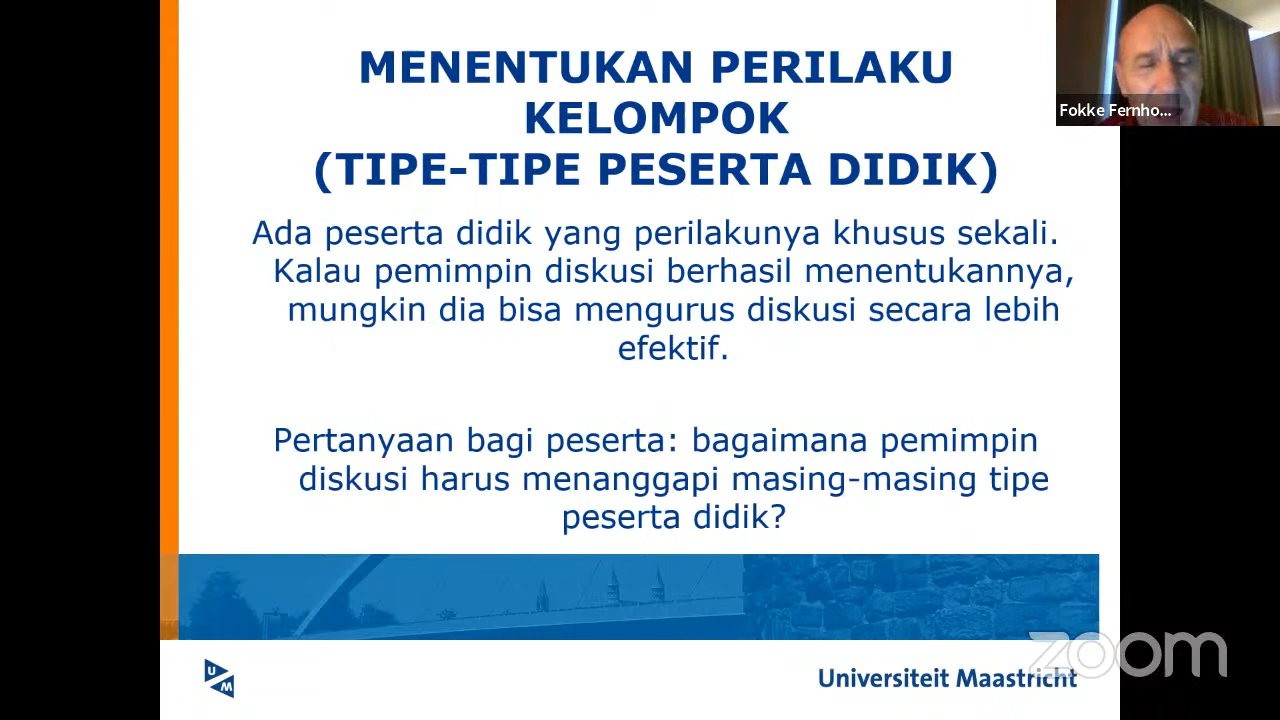 MENENTUKAN PERILAKU
KELOMPOK
(TIPE-TIPE PESERTA DIDIK)
Fokke Fernho...
Ada peserta didik yang perilakunya khusus sekali.
Kalau pemimpin diskusi berhasil menentukannya,
mungkin dia bisa mengurus diskusi secara lebih
efektif.
Pertanyaan bagi peserta: bagaimana pemimpin
diskusi harus menanggapi masing-masing tipe
peserta didik?
UM
Universiteit Maastricht
zoom